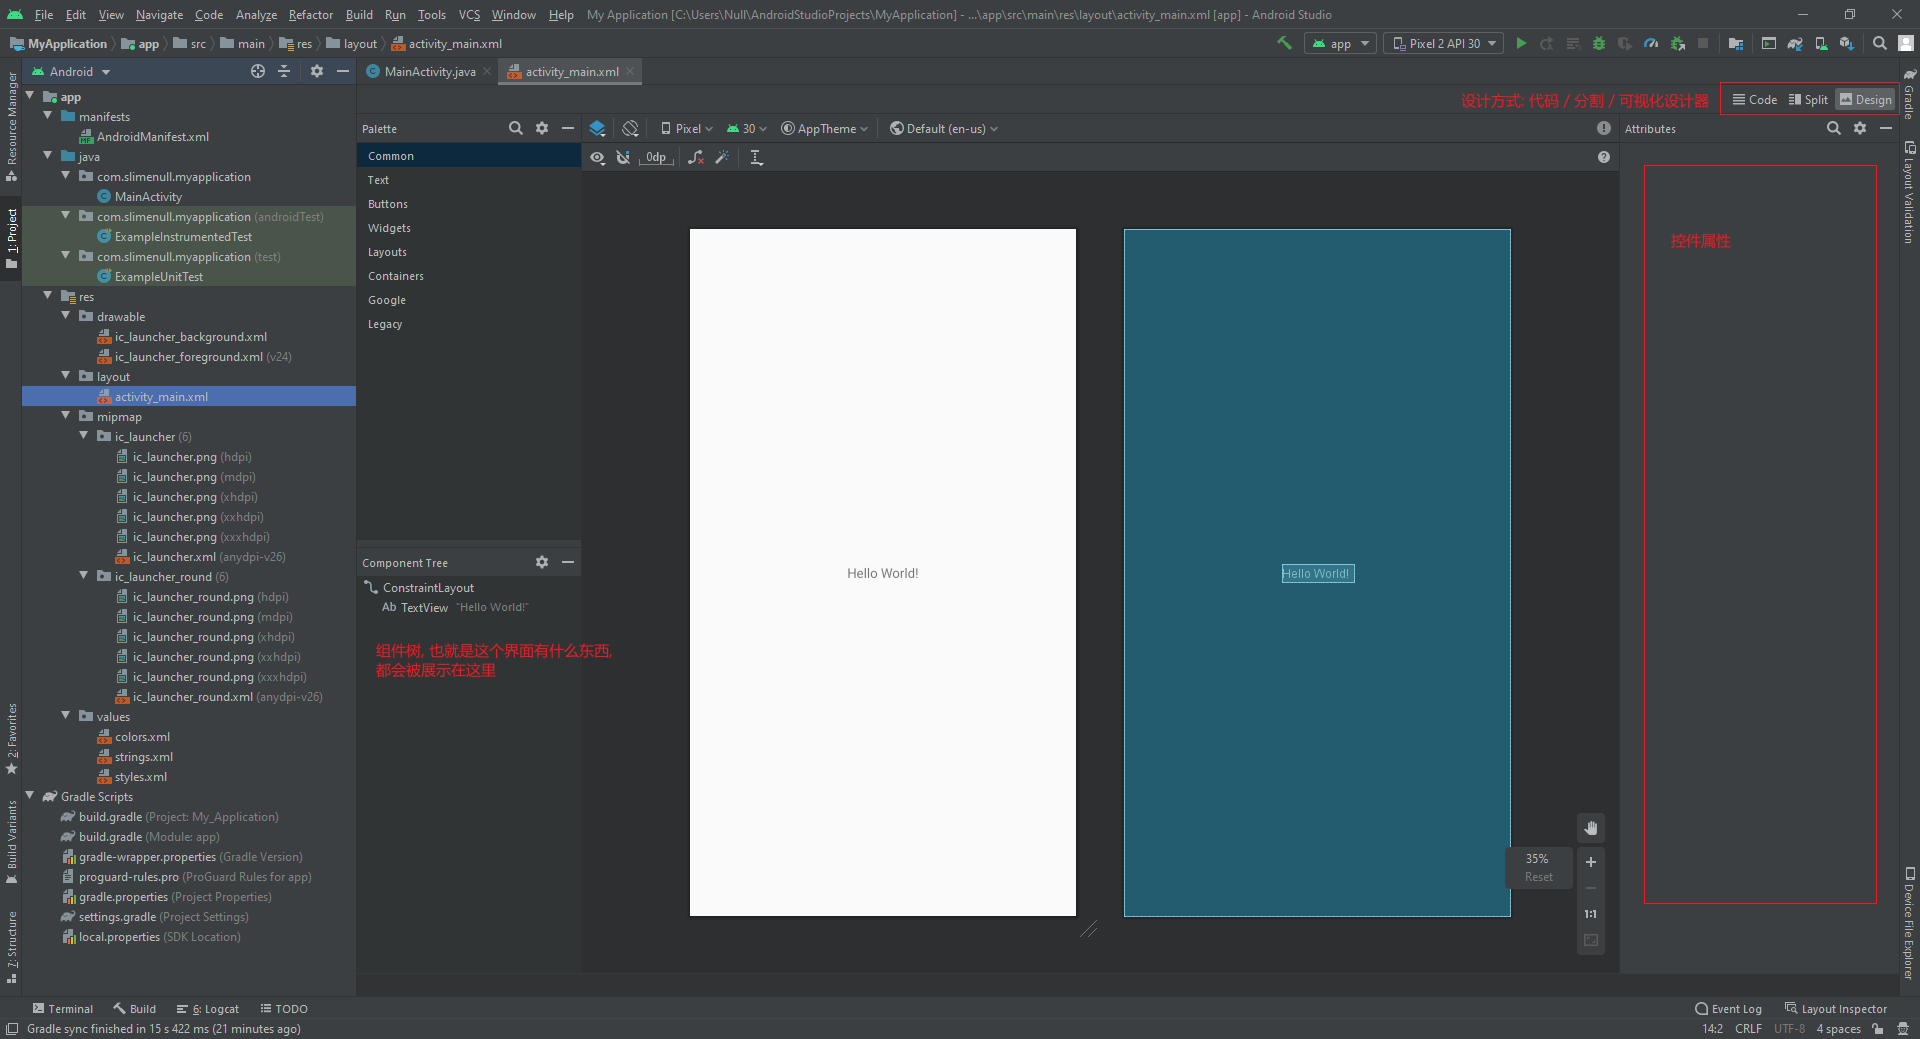 File Edit View Navigate Code Analyze Refactor Build Run Tools VCS Window Help My Application [C:\Users\Null\AndroidStudioProjects\MyApplication] - ...\app\src\main\res\layout\activity_main.xml [app] - Android Studio
MyApplication app src main res layout activity_main.xml
app Pixel 2 API 30
Android
MainActivity.java activity_main.xml
Resource Manager
1: Project
2: Favorites
Build Variants
7: Structure
app
manifests
AndroidManifest.xml
java
com.slimenull.myapplication
MainActivity
com.slimenull.myapplication (androidTest)
ExampleInstrumentedTest
com.slimenull.myapplication (test)
ExampleUnitTest
res
drawable
ic_launcher_background.xml
ic_launcher_foreground.xml (v24)
layout
activity_main.xml
mipmap
ic_launcher (6)
ic_launcher.png (hdpi)
ic_launcher.png (mdpi)
ic_launcher.png (xhdpi)
ic_launcher.png (xxhdpi)
ic_launcher.png (xxxhdpi)
ic_launcher.xml (anydpi-v26)
ic_launcher_round (6)
ic_launcher_round.png (hdpi)
ic_launcher_round.png (mdpi)
ic_launcher_round.png (xhdpi)
ic_launcher_round.png (xxhdpi)
ic_launcher_round.png (xxxhdpi)
ic_launcher_round.xml (anydpi-v26)
values
colors.xml
strings.xml
styles.xml
Gradle Scripts
build.gradle (Project: My_Application)
build.gradle (Module: app)
gradle-wrapper.properties (Gradle Version)
proguard-rules.pro (ProGuard Rules for app)
gradle.properties (Project Properties)
settings.gradle (Project Settings)
local.properties (SDK Location)
设计方式: 代码 / 分割 / 可视化设计器
Code Split Design
Palette
Common
Text
Buttons
Widgets
Layouts
Containers
Google
Legacy
Pixel 30 AppTheme Default (en-us)
0dp
Component Tree
ConstraintLayout
Ab TextView "Hello World!"
组件树, 也就是这个界面有什么东西,
都会被展示在这里
Hello World!
Hello World!
35%
Reset
1:1
Attributes
控件属性
Gradle
Layout Validation
Device File Explorer
Terminal Build 6: Logcat TODO
Event Log Layout Inspector
Gradle sync finished in 15 s 422 ms (21 minutes ago)
14:2 CRLF UTF-8 4 spaces